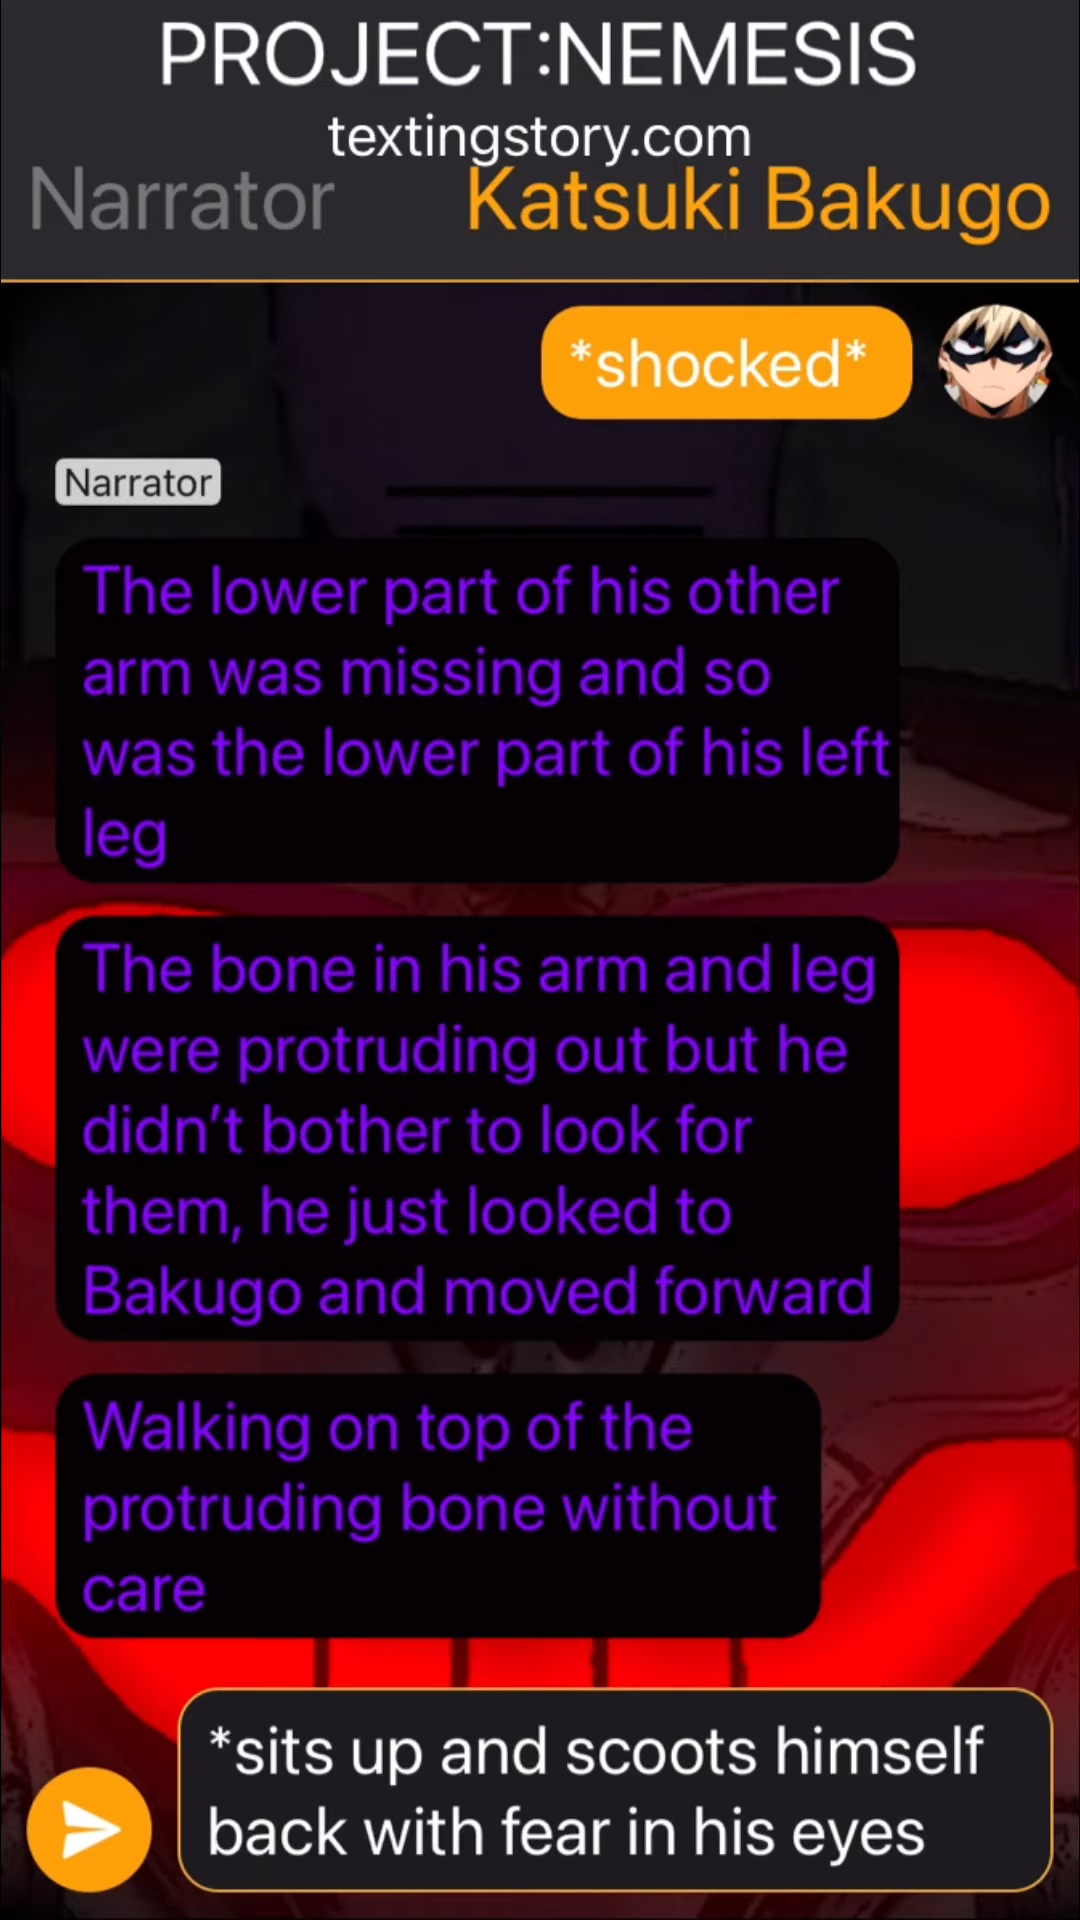 PROJECT:NEMESIS
textingstory.com
Narrator
Katsuki Bakugo
*shocked*
Narrator
The lower part of his other
arm was missing and so
was the lower part of his left
leg
The bone in his arm and leg
were protruding out but he
didn’t bother to look for
them, he just looked to
Bakugo and moved forward
Walking on top of the
protruding bone without
care
*sits up and scoots himself
back with fear in his eyes